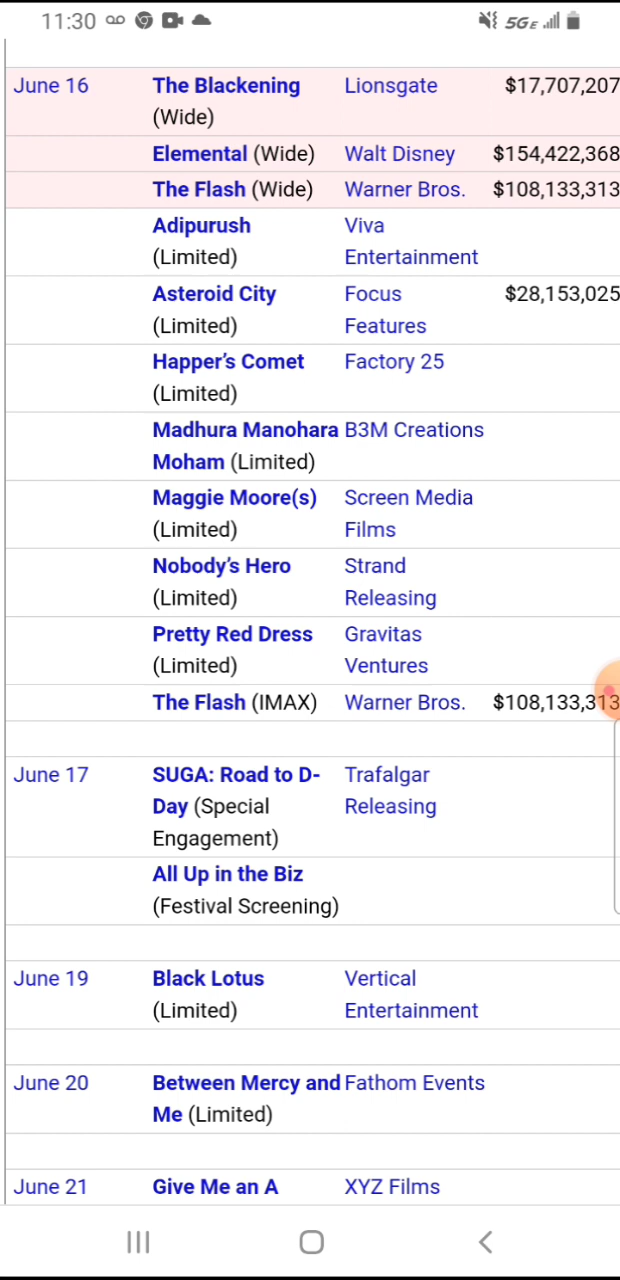 11:30 5GE
June 16 The Blackening Lionsgate $17,707,207
(Wide)
Elemental (Wide) Walt Disney $154,422,368
The Flash (Wide) Warner Bros. $108,133,313
Adipurush Viva
(Limited) Entertainment
Asteroid City Focus $28,153,025
(Limited) Features
Happer's Comet Factory 25
(Limited)
Madhura Manohara B3M Creations
Moham (Limited)
Maggie Moore(s) Screen Media
(Limited) Films
Nobody's Hero Strand
(Limited) Releasing
Pretty Red Dress Gravitas
(Limited) Ventures
The Flash (IMAX) Warner Bros. $108,133,313
June 17 SUGA: Road to D- Trafalgar
Day (Special Releasing
Engagement)
All Up in the Biz
(Festival Screening)
June 19 Black Lotus Vertical
(Limited) Entertainment
June 20 Between Mercy and Fathom Events
Me (Limited)
June 21 Give Me an A XYZ Films